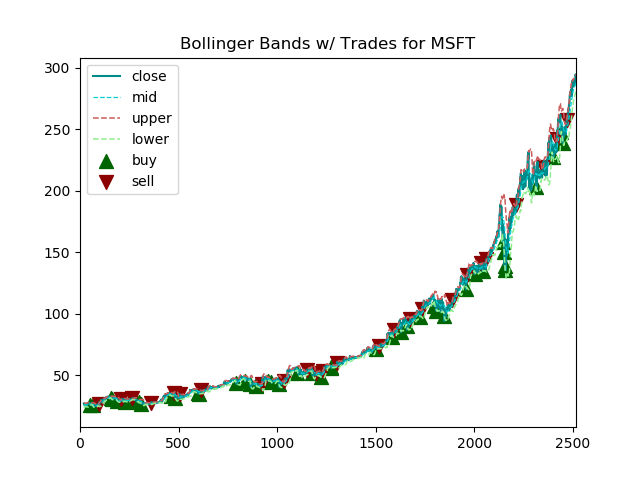 Bollinger Bands w/ Trades for MSFT
300
250
200
150
100
50
close
mid
upper
lower
buy
sell
0 500 1000 1500 2000 2500